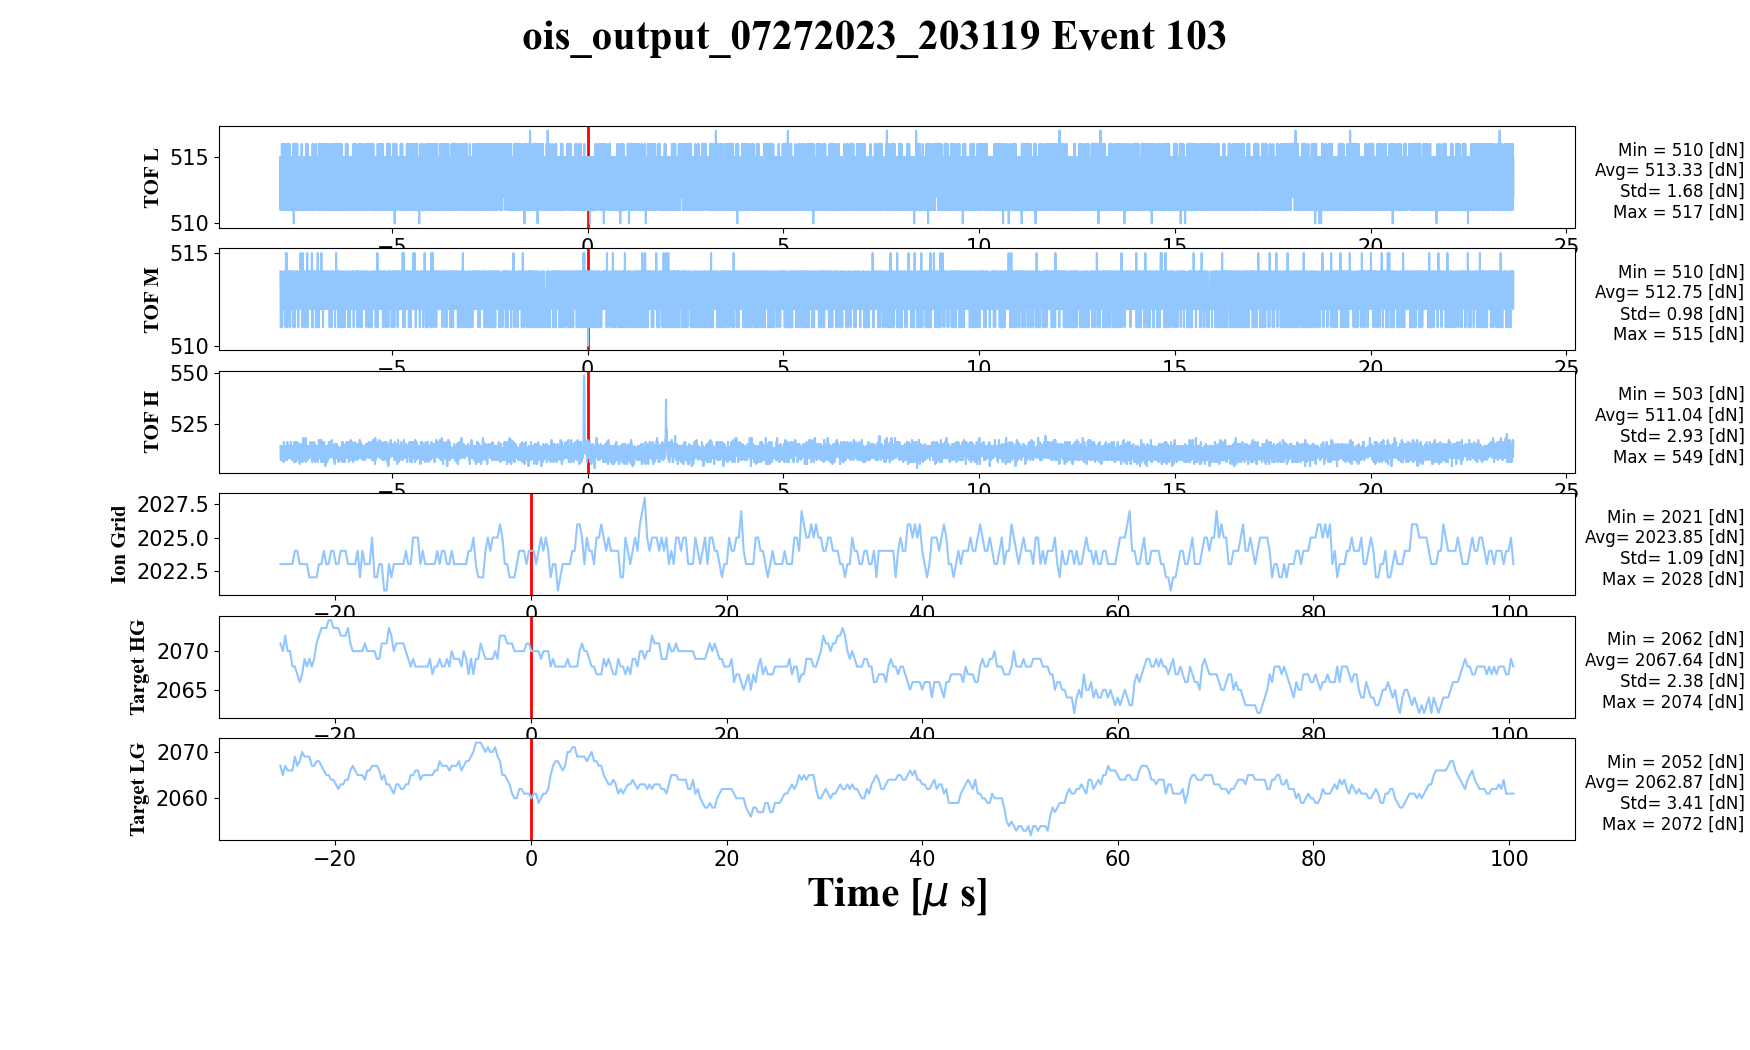 ois_output_07272023_203119 Event 103
TOF L
515
510
−5 0 5 10 15 20 25
Min = 510 [dN]
Avg= 513.33 [dN]
Std= 1.68 [dN]
Max = 517 [dN]
TOF M
515
510
−5 0 5 10 15 20 25
Min = 510 [dN]
Avg= 512.75 [dN]
Std= 0.98 [dN]
Max = 515 [dN]
TOF H
550
525
−5 0 5 10 15 20 25
Min = 503 [dN]
Avg= 511.04 [dN]
Std= 2.93 [dN]
Max = 549 [dN]
Ion Grid
2027.5
2025.0
2022.5
−20 0 20 40 60 80 100
Min = 2021 [dN]
Avg= 2023.85 [dN]
Std= 1.09 [dN]
Max = 2028 [dN]
Target HG
2070
2065
−20 0 20 40 60 80 100
Min = 2062 [dN]
Avg= 2067.64 [dN]
Std= 2.38 [dN]
Max = 2074 [dN]
Target LG
2070
2060
−20 0 20 40 60 80 100
Min = 2052 [dN]
Avg= 2062.87 [dN]
Std= 3.41 [dN]
Max = 2072 [dN]
Time [μ s]